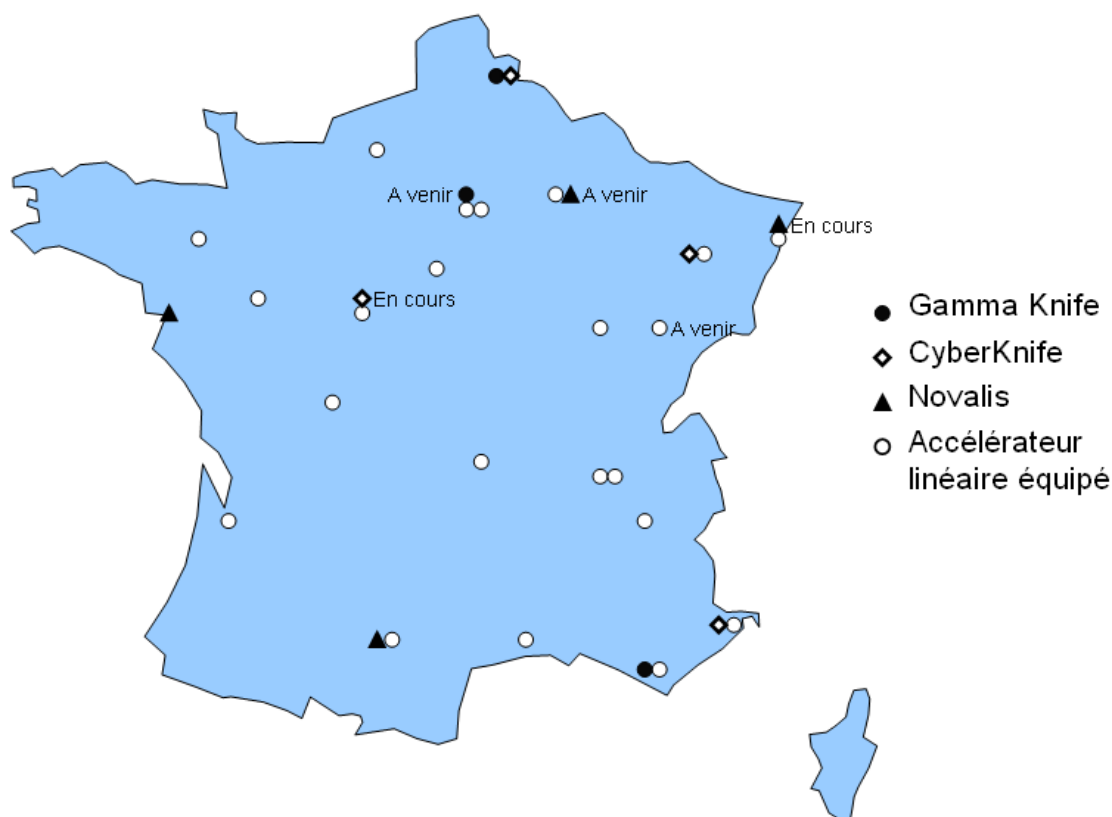 A venir
A venir
En cours
En cours
A venir
Gamma Knife
CyberKnife
Novalis
Accélérateur
linéaire équipé